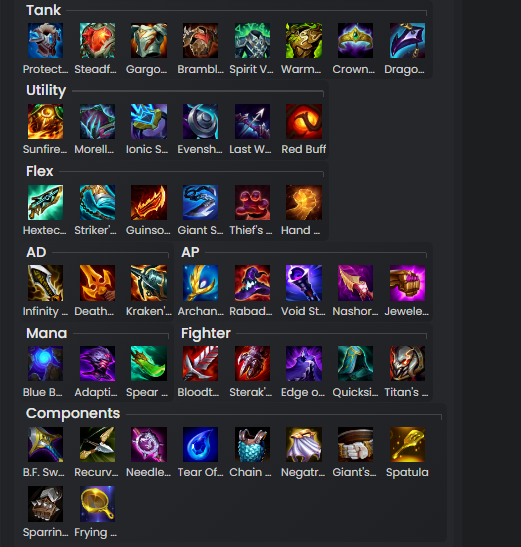 Tank
Protect... Steadf... Gargo... Brambl... Spirit V... Warm... Crown... Drago...
Utility
Sunfire... Morell... Ionic S... Evensh... Last W... Red Buff
Flex
Hextec... Striker'... Guinso... Giant S... Thief's ... Hand ...
AD AP
Infinity ... Death... Kraken'... Archan... Rabad... Void St... Nashor... Jewele...
Mana Fighter
Blue B... Adapti... Spear ... Bloodt... Sterak'... Edge o... Quicksi... Titan's ...
Components
B.F. Sw... Recurv... Needle... Tear Of... Chain ... Negatr... Giant's... Spatula
Sparrin... Frying ...